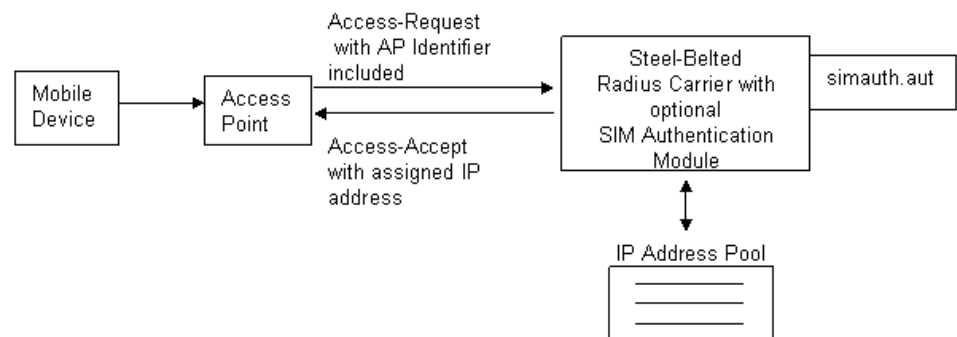 Access-Request
with AP Identifier
included
Steel-Belted
Radius Carrier with
optional
SIM Authentication
Module
simauth.aut
Mobile
Device
Access
Point
Access-Accept
with assigned IP
address
IP Address Pool